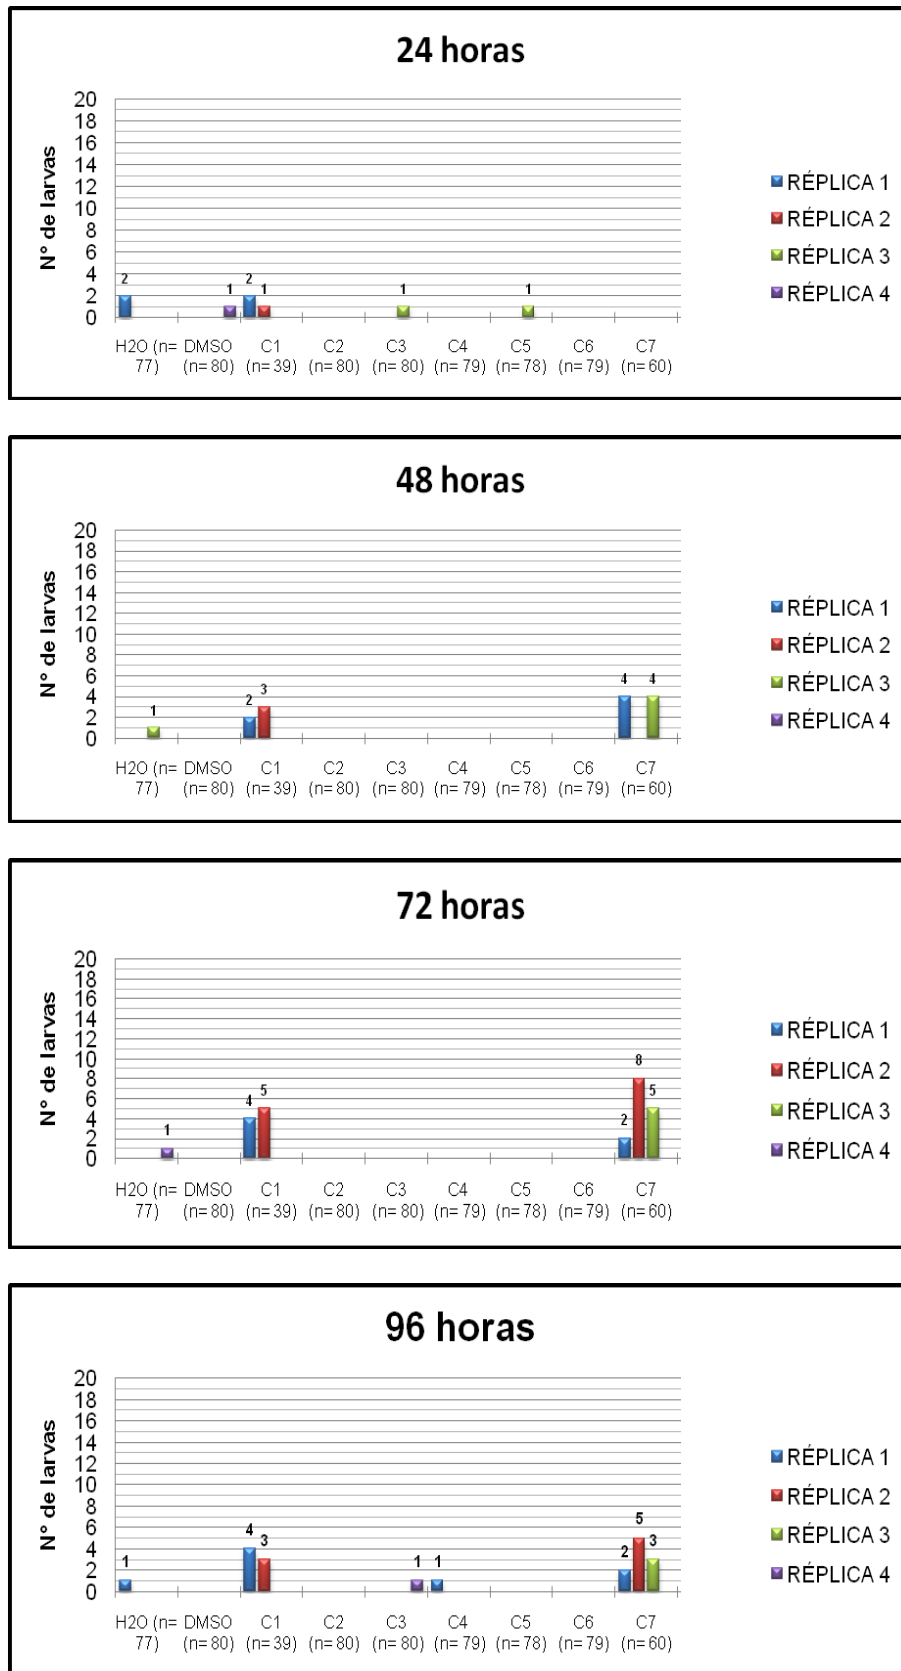 24 horas
N° de larvas
20
18
16
14
12
10
8
6
4
2
0
2 1 2 1 1 1
H2O (n= DMSO C1 C2 C3 C4 C5 C6 C7
77) (n=80) (n=39) (n=80) (n=80) (n=79) (n=78) (n=79) (n=60)
RÉPLICA 1
RÉPLICA 2
RÉPLICA 3
RÉPLICA 4
48 horas
N° de larvas
20
18
16
14
12
10
8
6
4
2
0
1 2 3 4 4
H2O (n= DMSO C1 C2 C3 C4 C5 C6 C7
77) (n=80) (n=39) (n=80) (n=80) (n=79) (n=78) (n=79) (n=60)
RÉPLICA 1
RÉPLICA 2
RÉPLICA 3
RÉPLICA 4
72 horas
N° de larvas
20
18
16
14
12
10
8
6
4
2
0
1 4 5 2 8 5
H2O (n= DMSO C1 C2 C3 C4 C5 C6 C7
77) (n=80) (n=39) (n=80) (n=80) (n=79) (n=78) (n=79) (n=60)
RÉPLICA 1
RÉPLICA 2
RÉPLICA 3
RÉPLICA 4
96 horas
N° de larvas
20
18
16
14
12
10
8
6
4
2
0
1 4 3 1 1 2 5 3
H2O (n= DMSO C1 C2 C3 C4 C5 C6 C7
77) (n=80) (n=39) (n=80) (n=80) (n=79) (n=78) (n=79) (n=60)
RÉPLICA 1
RÉPLICA 2
RÉPLICA 3
RÉPLICA 4